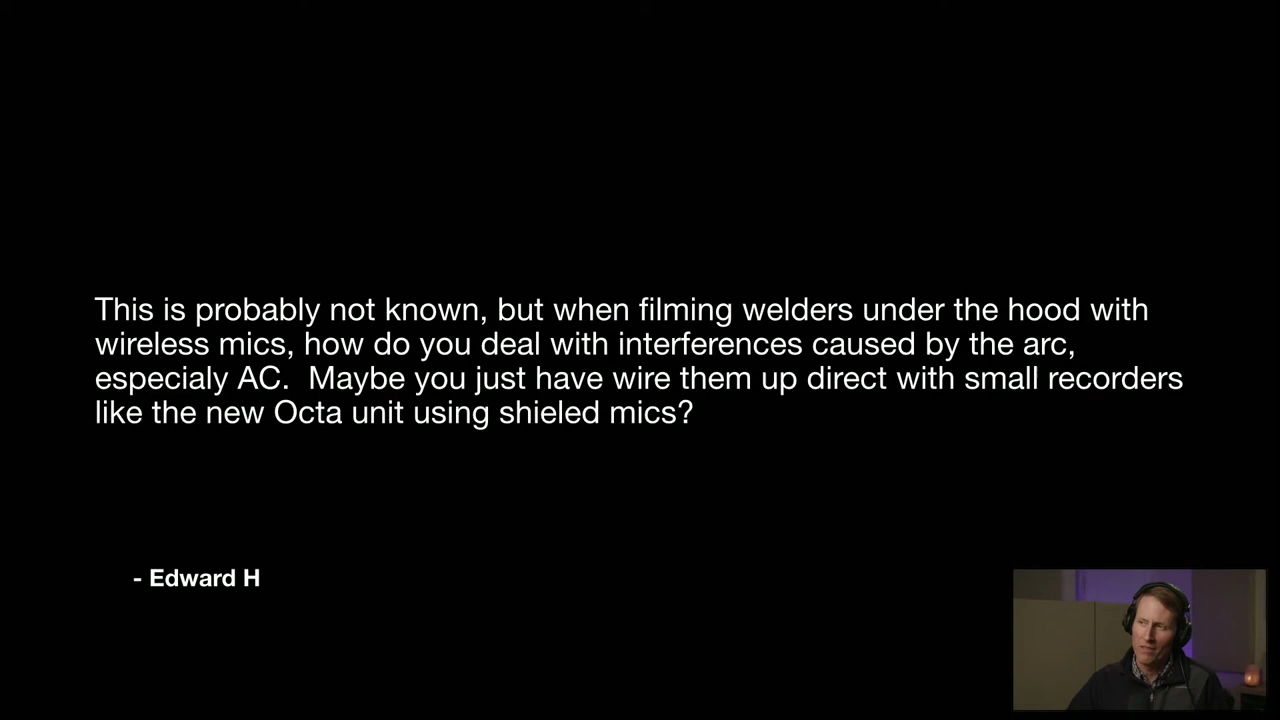 This is probably not known, but when filming welders under the hood with
wireless mics, how do you deal with interferences caused by the arc,
especialy AC.  Maybe you just have wire them up direct with small recorders
like the new Octa unit using shieled mics?
- Edward H